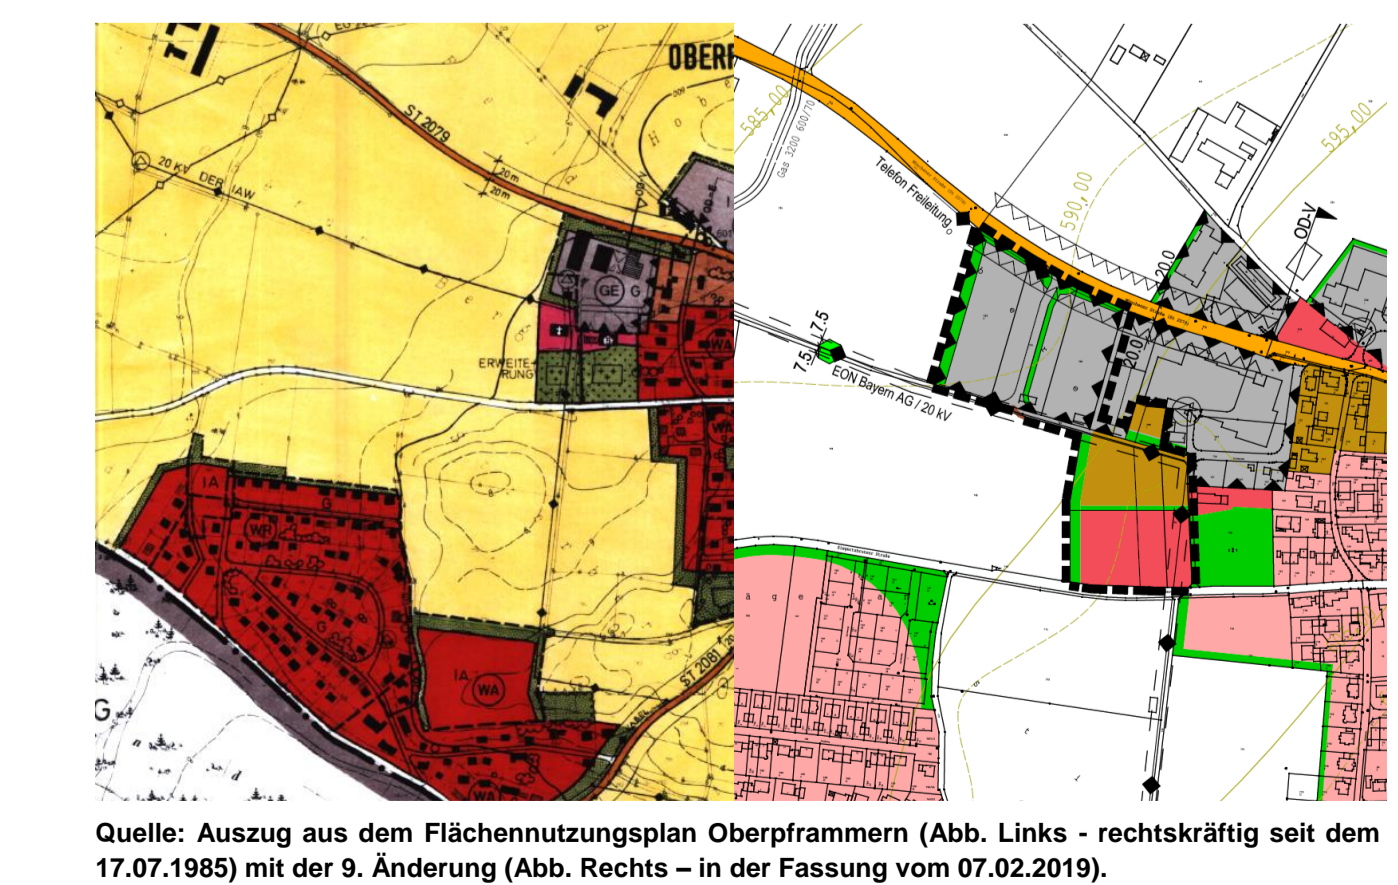 OBERF
ST 2079
20m
20m
20 KV DER IAW
GE G
ERWEITE-
RUNG
WA
WA
IA
G
WR
G
IA
WA
ST 2081
WA
G
n
d
585,00
Gas 3200 600/70
Telefon Freileitung
590,00
595,00
OD-V
20,0
20,0
7.5
7.5
EON Bayern AG / 20 kV
ä g e
Quelle: Auszug aus dem Flächennutzungsplan Oberpframmern (Abb. Links - rechtskräftig seit dem
17.07.1985) mit der 9. Änderung (Abb. Rechts – in der Fassung vom 07.02.2019).